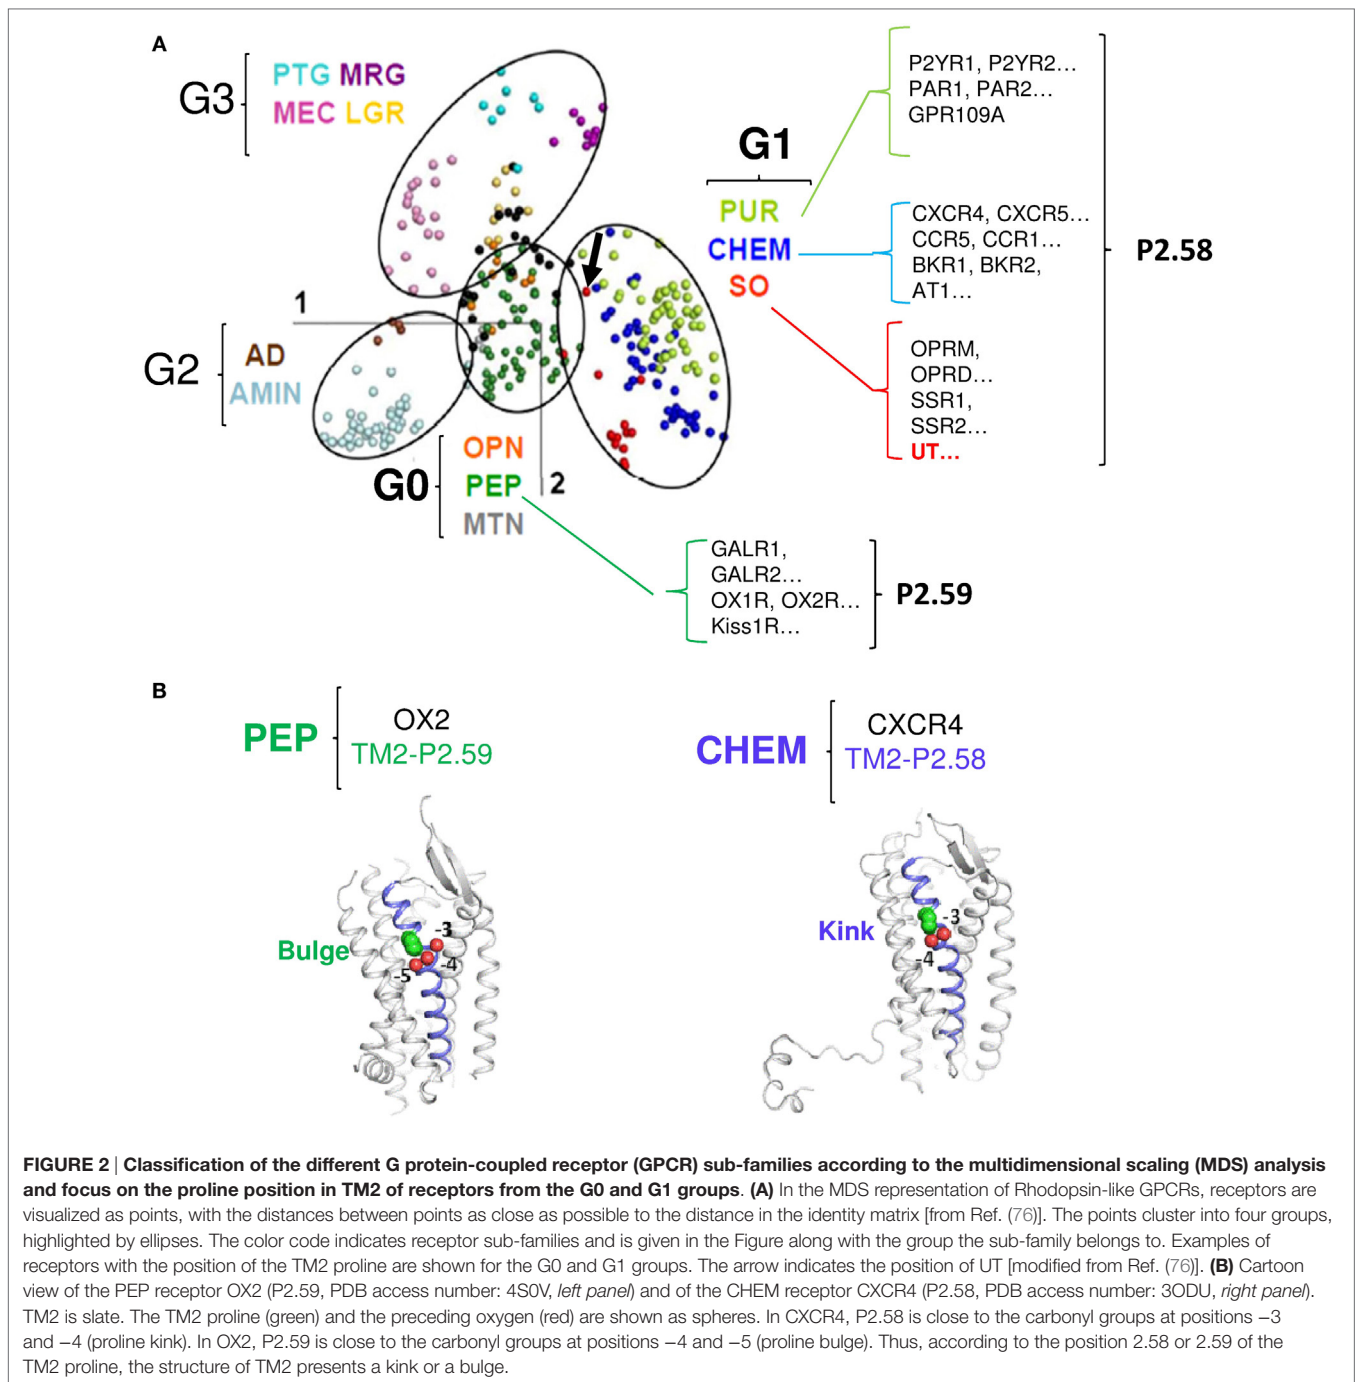 A
G3
PTG MRG
MEC LGR
G1
PUR
CHEM
SO
P2YR1, P2YR2…
PAR1, PAR2…
GPR109A
CXCR4, CXCR5…
CCR5, CCR1…
BKR1, BKR2,
AT1…
OPRM,
OPRD…
SSR1,
SSR2…
UT…
P2.58
1
G2
AD
AMIN
G0
OPN
PEP
MTN
2
GALR1,
GALR2…
OX1R, OX2R…
Kiss1R…
P2.59
B
PEP
OX2
TM2-P2.59
CHEM
CXCR4
TM2-P2.58
Bulge
-3
-4
-5
Kink
-3
-4
FIGURE 2 | Classification of the different G protein-coupled receptor (GPCR) sub-families according to the multidimensional scaling (MDS) analysis
and focus on the proline position in TM2 of receptors from the G0 and G1 groups. (A) In the MDS representation of Rhodopsin-like GPCRs, receptors are
visualized as points, with the distances between points as close as possible to the distance in the identity matrix [from Ref. (76)]. The points cluster into four groups,
highlighted by ellipses. The color code indicates receptor sub-families and is given in the Figure along with the group the sub-family belongs to. Examples of
receptors with the position of the TM2 proline are shown for the G0 and G1 groups. The arrow indicates the position of UT [modified from Ref. (76)]. (B) Cartoon
view of the PEP receptor OX2 (P2.59, PDB access number: 4S0V, left panel) and of the CHEM receptor CXCR4 (P2.58, PDB access number: 3ODU, right panel).
TM2 is slate. The TM2 proline (green) and the preceding oxygen (red) are shown as spheres. In CXCR4, P2.58 is close to the carbonyl groups at positions −3
and −4 (proline kink). In OX2, P2.59 is close to the carbonyl groups at positions −4 and −5 (proline bulge). Thus, according to the position 2.58 or 2.59 of the
TM2 proline, the structure of TM2 presents a kink or a bulge.